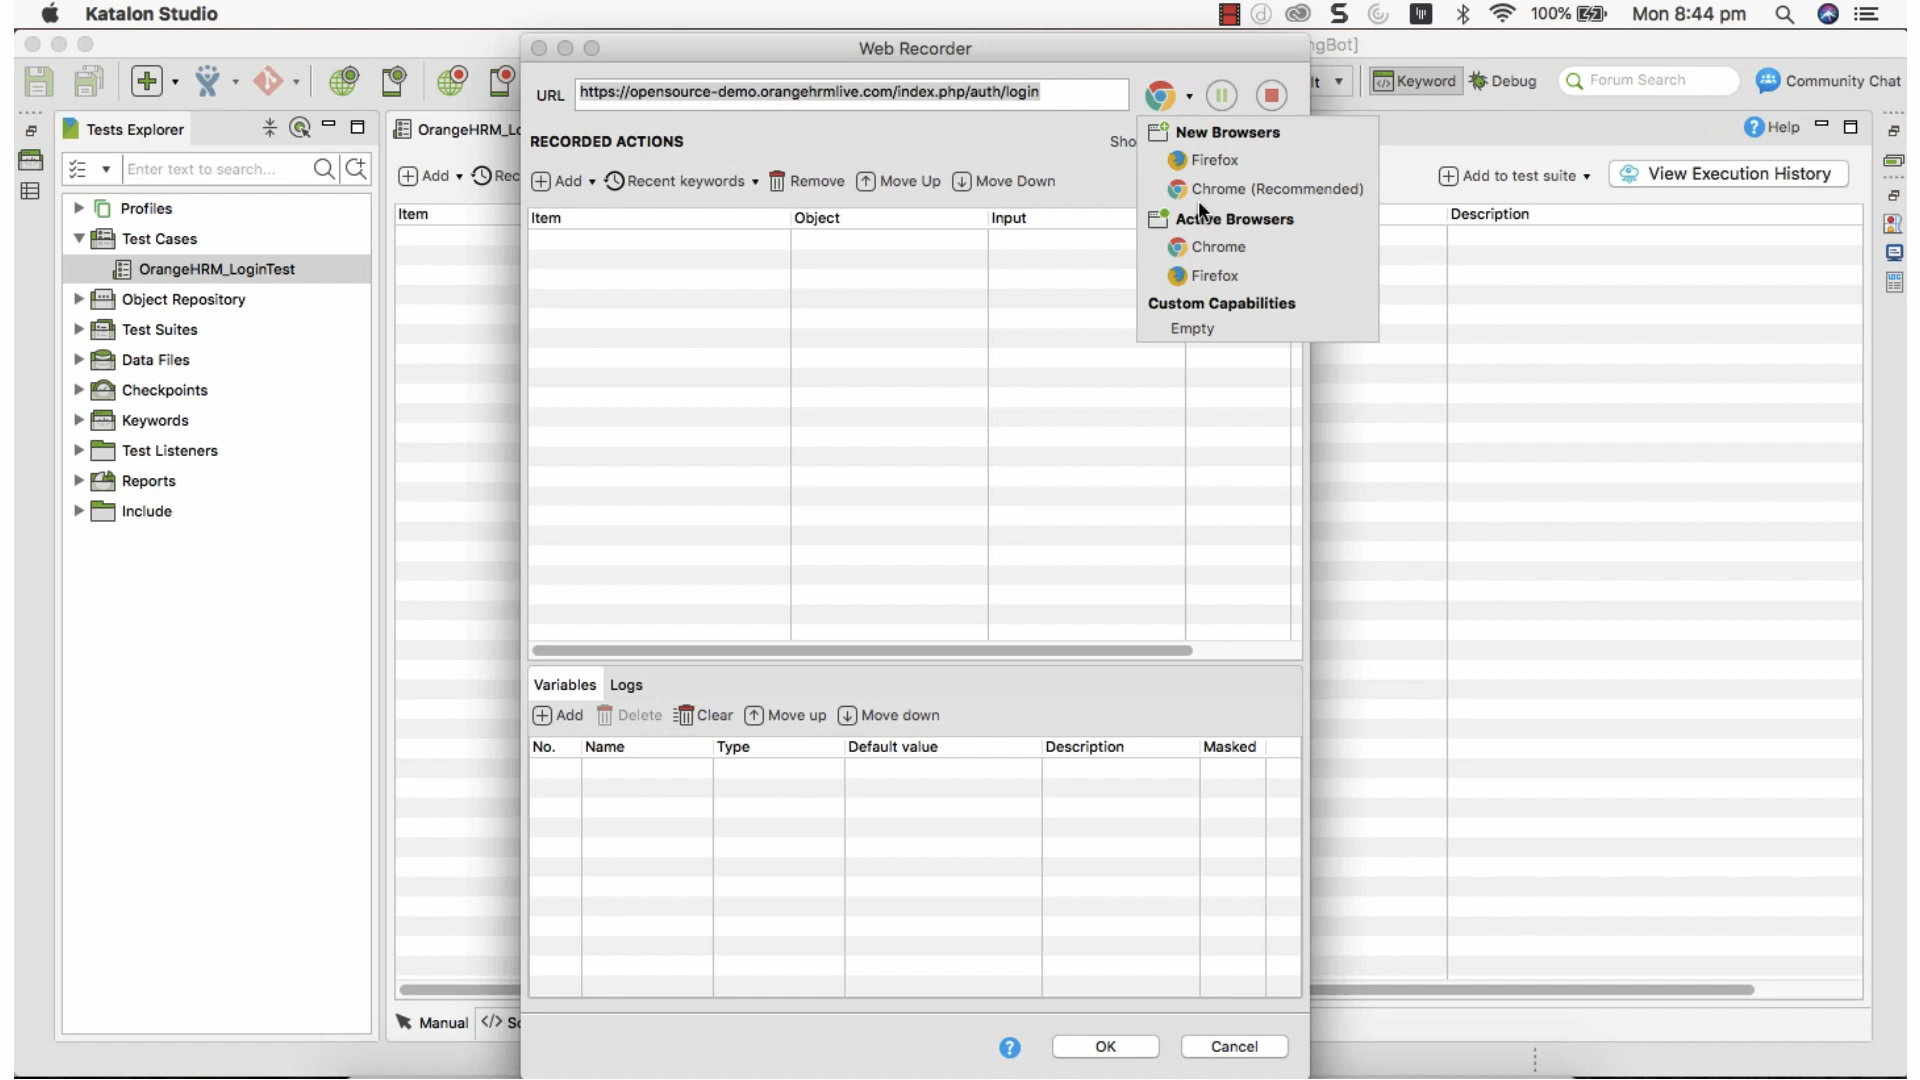 Katalon Studio
100%
Mon 8:44 pm
Web Recorder
ngBot]
URL
https://opensource-demo.orangehrmlive.com/index.php/auth/login
lt
Keyword
Debug
Forum Search
Community Chat
Tests Explorer
Enter text to search...
Profiles
Test Cases
OrangeHRM_LoginTest
Object Repository
Test Suites
Data Files
Checkpoints
Keywords
Test Listeners
Reports
Include
OrangeHRM_Lo
Add
Rec
Item
Manual
</> Sc
RECORDED ACTIONS
Sho
Add
Recent keywords
Remove
Move Up
Move Down
Item
Object
Input
New Browsers
Firefox
Chrome (Recommended)
Active Browsers
Chrome
Firefox
Custom Capabilities
Empty
Variables
Logs
Add
Delete
Clear
Move up
Move down
No.
Name
Type
Default value
Description
Masked
?
OK
Cancel
? Help
Add to test suite
View Execution History
Description